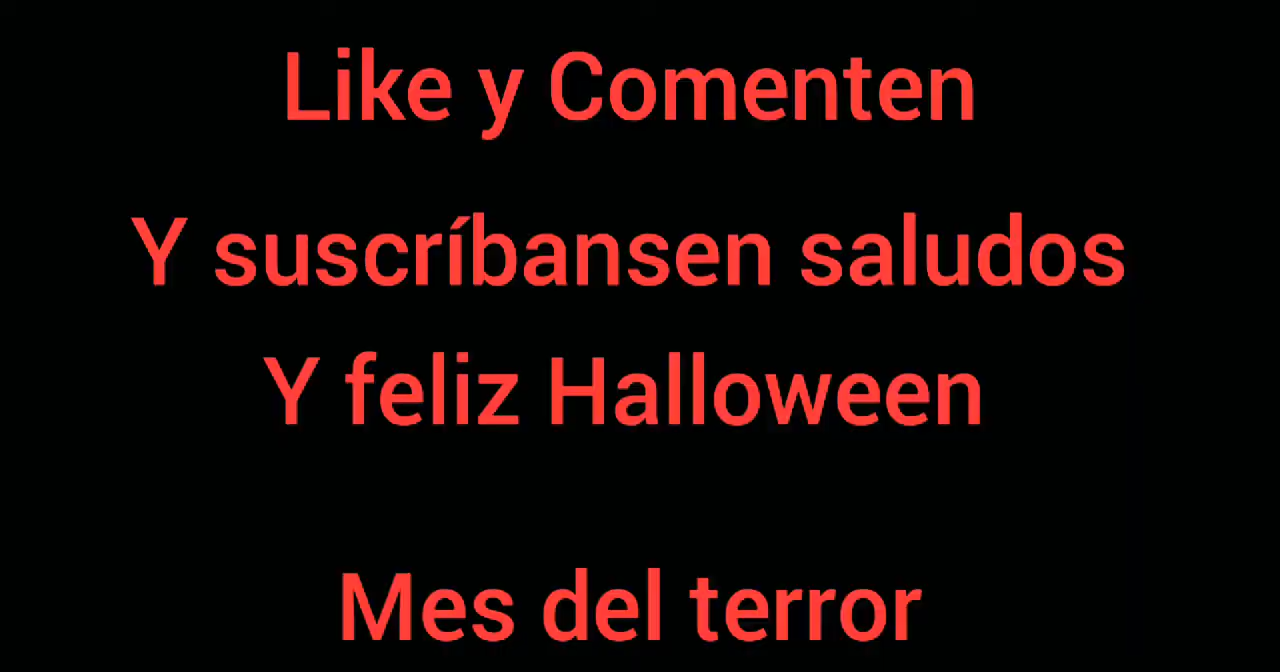 Like y Comenten
Y suscríbansen saludos
Y feliz Halloween
Mes del terror